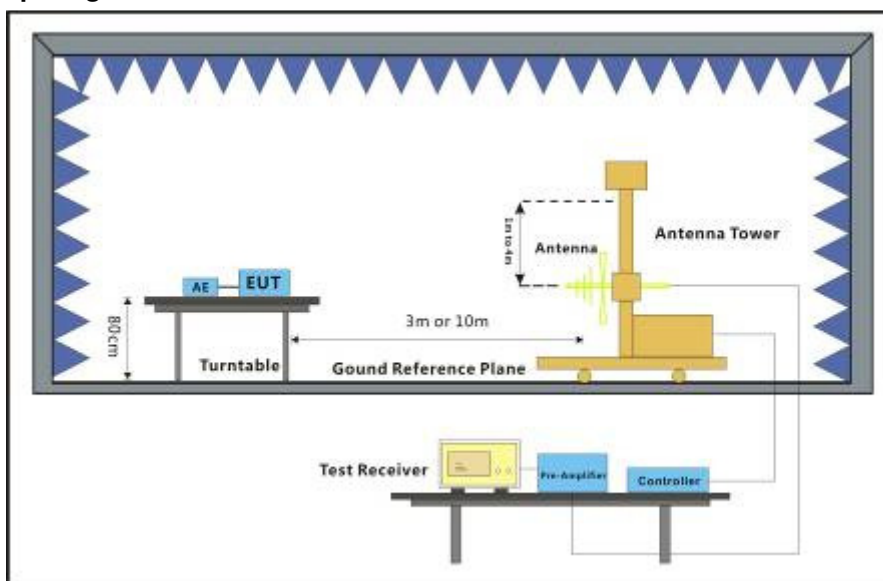 1m to 4m
Antenna
Antenna Tower
AE
EUT
80cm
3m or 10m
Turntable
Gound Reference Plane
Test Receiver
Pre-Amplifier
Controller